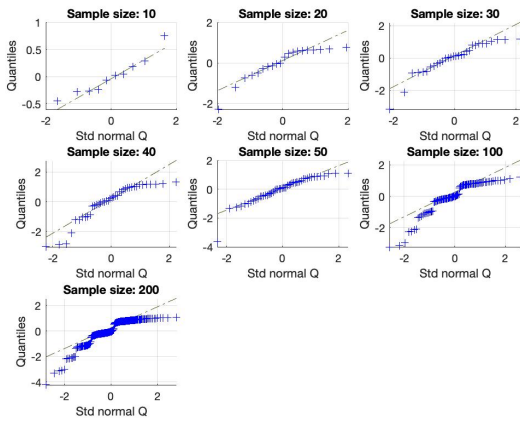 Sample size: 10
Quantiles
1
0.5
0
-0.5
-2
0
2
Std normal Q
Sample size: 20
Quantiles
2
0
-2
-2
0
2
Std normal Q
Sample size: 30
Quantiles
2
0
-2
-2
0
2
Std normal Q
Sample size: 40
Quantiles
2
0
-2
-2
0
2
Std normal Q
Sample size: 50
Quantiles
2
0
-2
-4
-2
0
2
Std normal Q
Sample size: 100
Quantiles
2
0
-2
-2
0
2
Std normal Q
Sample size: 200
Quantiles
2
0
-2
-4
-2
0
2
Std normal Q